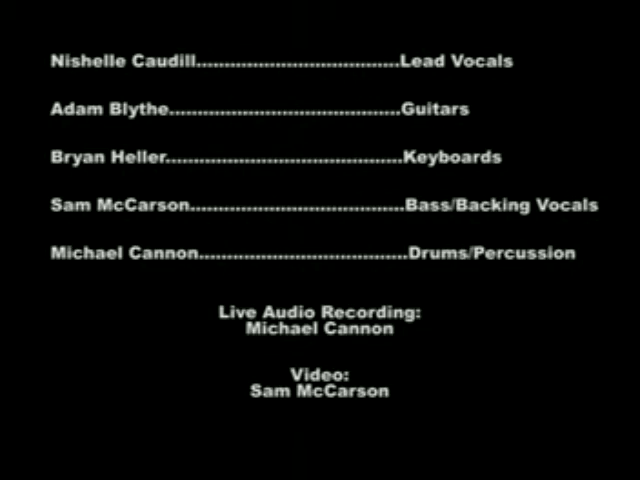 Nishelle Caudill....................................Lead Vocals
Adam Blythe.........................................Guitars
Bryan Heller..........................................Keyboards
Sam McCarson......................................Bass/Backing Vocals
Michael Cannon.....................................Drums/Percussion
Live Audio Recording:
Michael Cannon
Video:
Sam McCarson